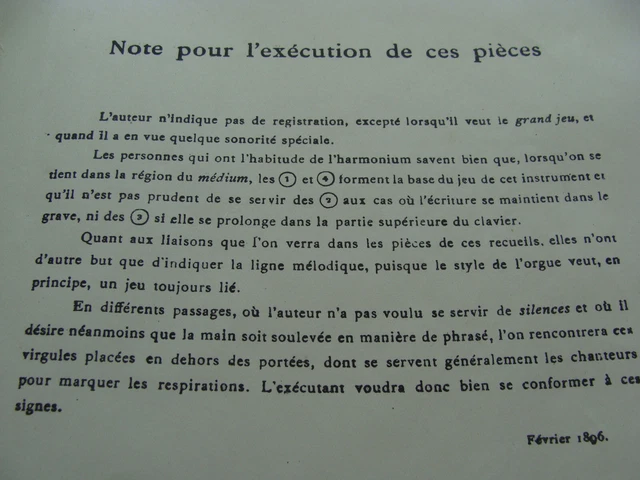 Note pour l'exécution de ces pièces
L'auteur n'indique pas de registration, excepté lorsqu'il veut le grand jeu, et
quand il a en vue quelque sonorité spéciale.
Les personnes qui ont l'habitude de l'harmonium savent bien que, lorsqu'on se
tient dans la région du médium, les ① et ④ forment la base du jeu de cet instrument et
qu'il n'est pas prudent de se servir des ② aux cas où l'écriture se maintient dans le
grave, ni des ③ si elle se prolonge dans la partie supérieure du clavier.
Quant aux liaisons que l'on verra dans les pièces de ces recueils, elles n'ont
d'autre but que d'indiquer la ligne mélodique, puisque le style de l'orgue veut, en
principe, un jeu toujours lié.
En différents passages, où l'auteur n'a pas voulu se servir de silences et où il
désire néanmoins que la main soit soulevée en manière de phrasé, l'on rencontrera ces
virgules placées en dehors des portées, dont se servent généralement les chanteurs
pour marquer les respirations. L'exécutant voudra donc bien se conformer à ces
signes.
Février 1896.